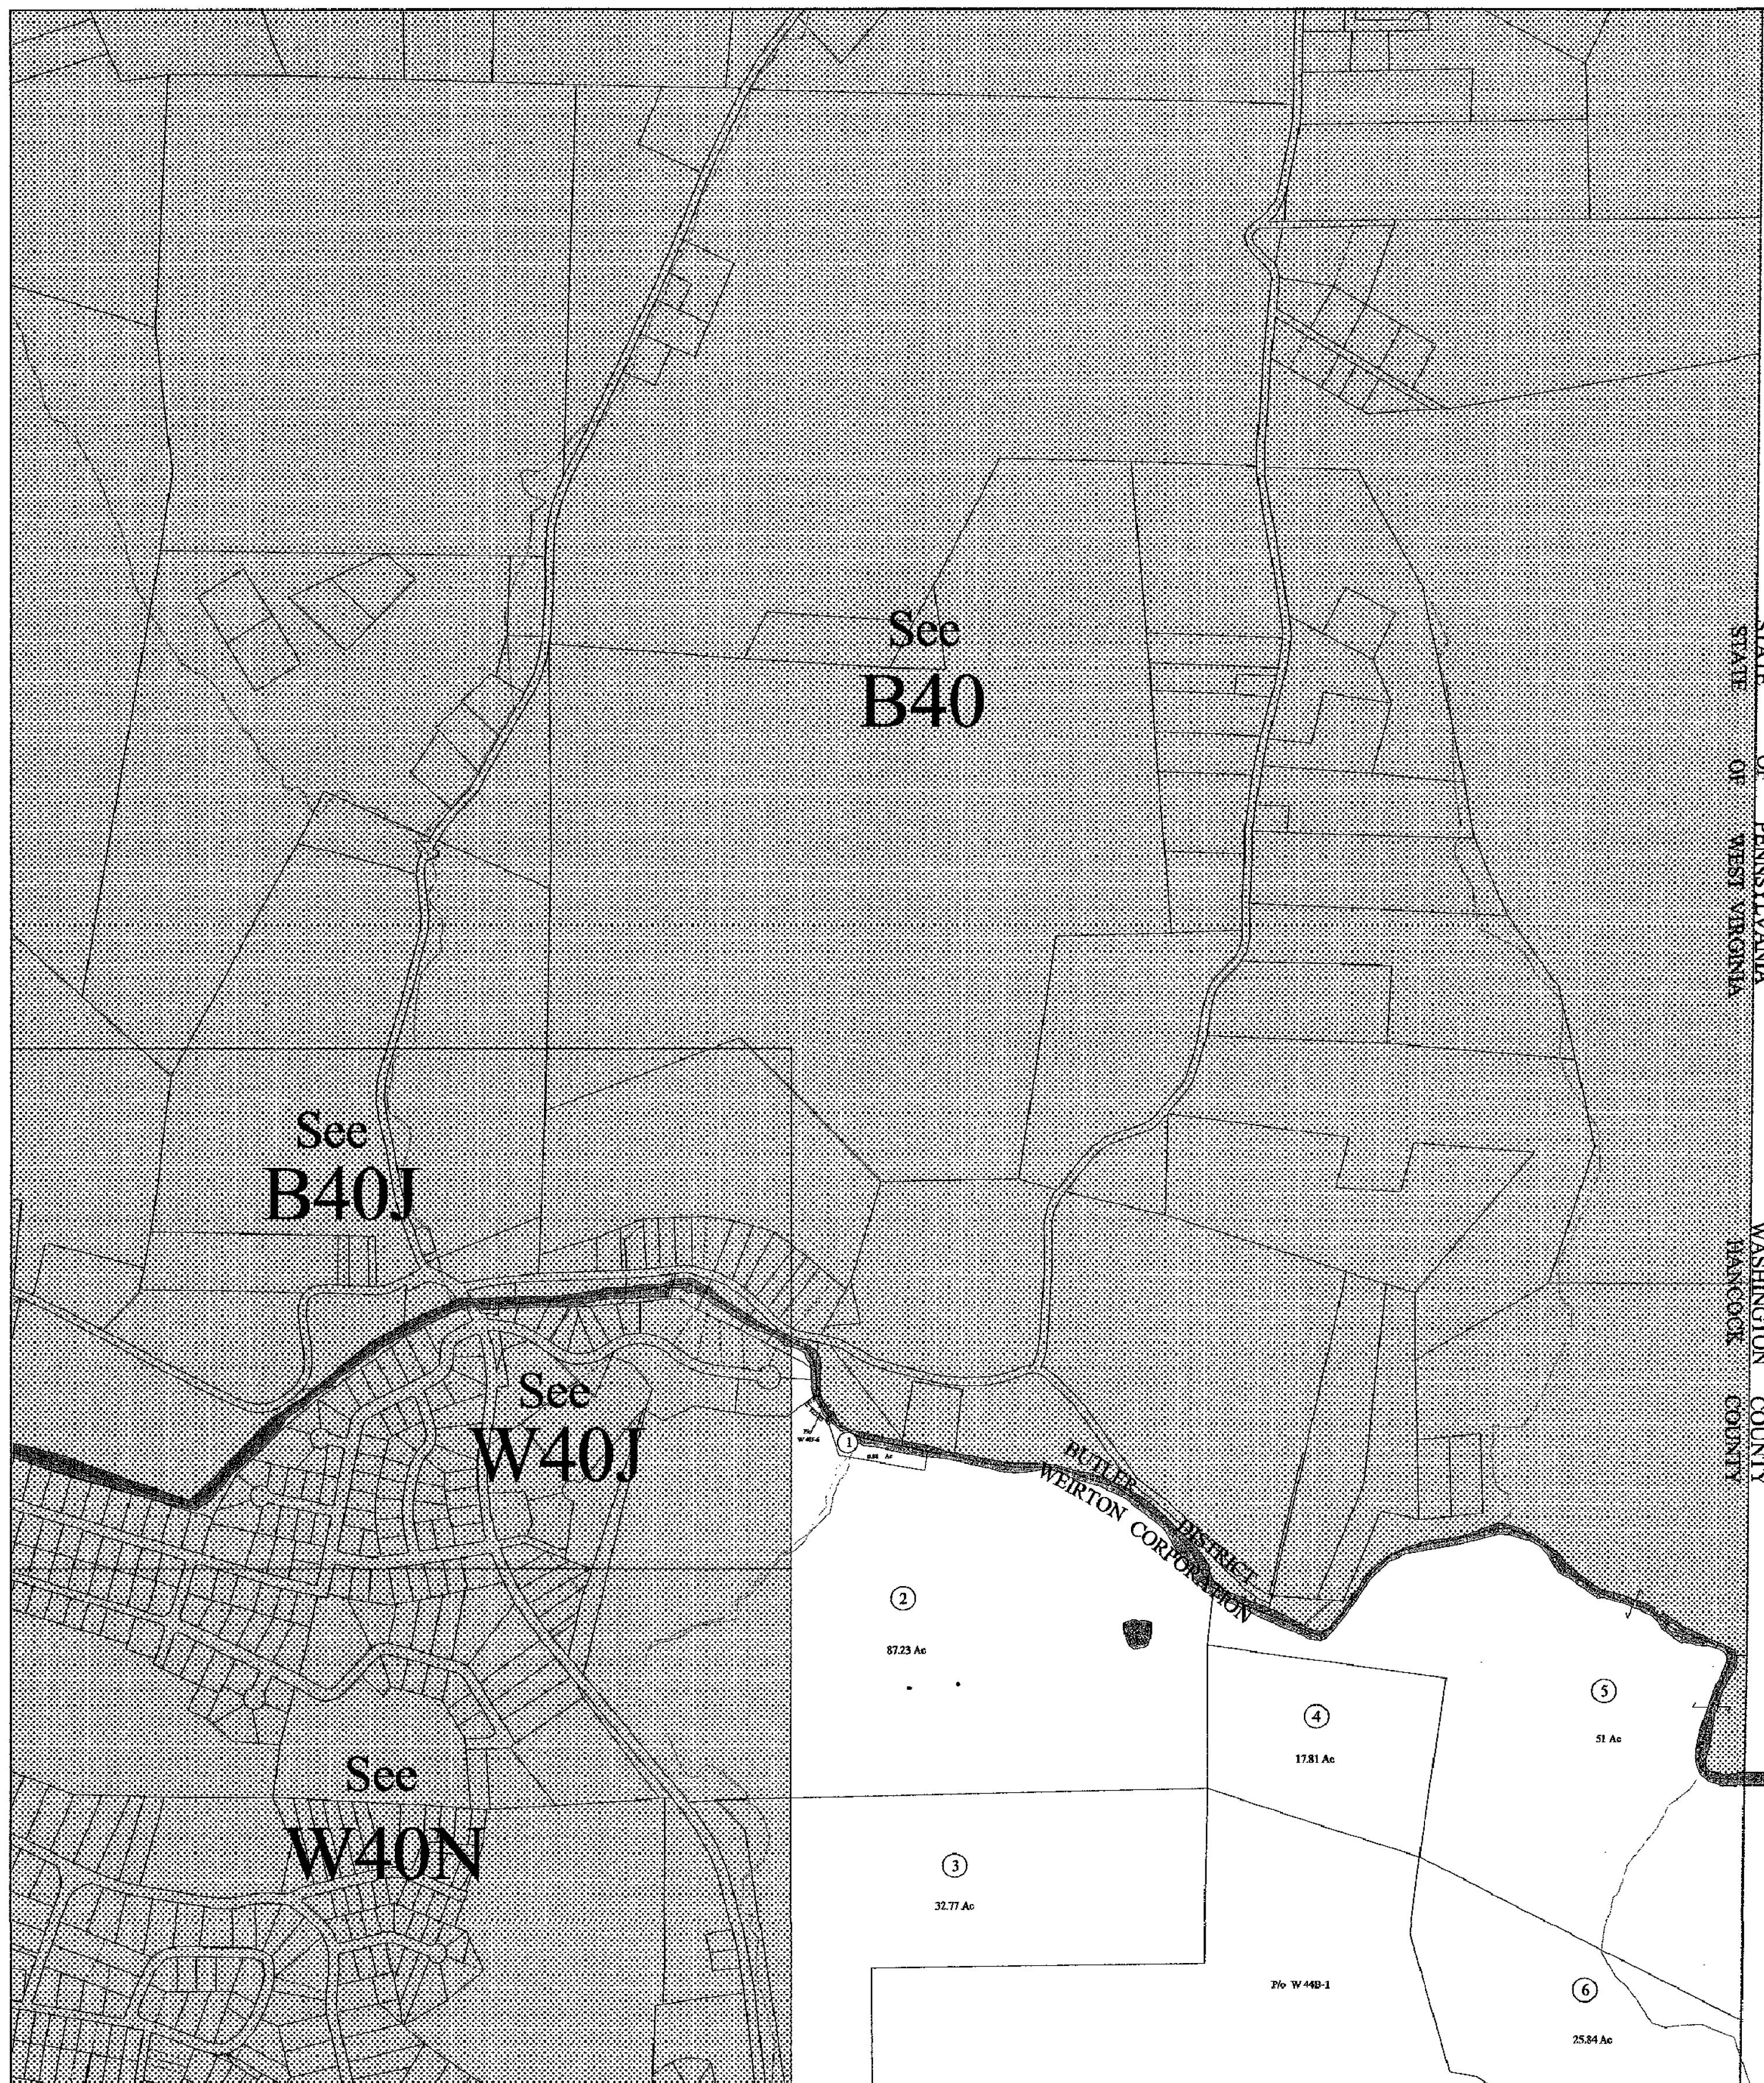 See
B40
STATE OF PENNSYLVANIA
STATE OF WEST VIRGINIA
See
B40J
WASHINGTON COUNTY
HANCOCK COUNTY
See
W40J
1
BUTLER DISTRICT
WEIRTON CORPORATION
2
87.23 Ac
5
51 Ac
4
17.81 Ac
See
W40N
3
32.77 Ac
P/o W 44B-1
6
25.84 Ac